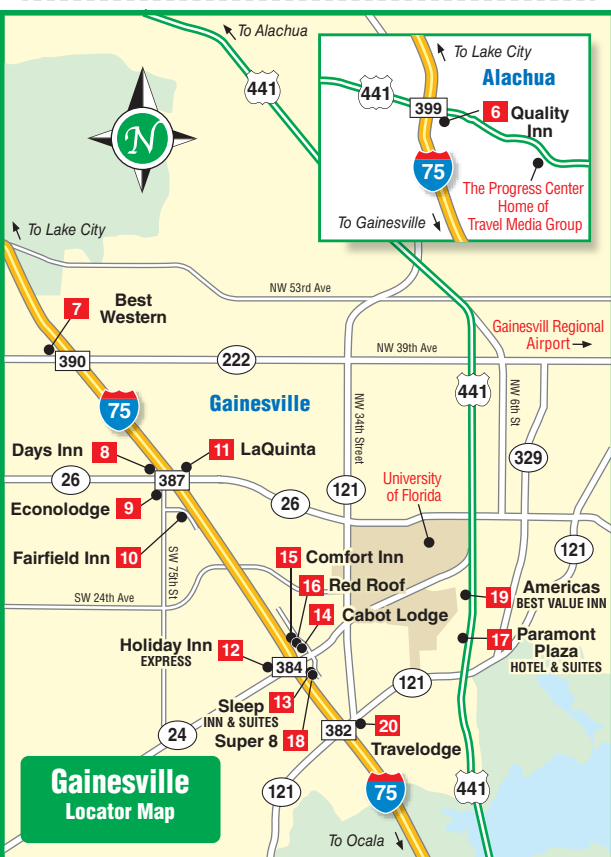 To Alachua
441
To Lake City
Alachua
441
399
6 Quality
Inn
75
The Progress Center
Home of
Travel Media Group
To Gainesville
N
To Lake City
NW 53rd Ave
7 Best
Western
Gainesvill Regional
Airport
390
222
NW 39th Ave
75
Gainesville
441
NW 34th Street
NW 6th St
Days Inn 8
11 LaQuinta
329
26
387
26
121
University
of Florida
Econolodge 9
Fairfield Inn 10
121
SW 75th St
15 Comfort Inn
16 Red Roof
SW 24th Ave
14 Cabot Lodge
19 Americas
BEST VALUE INN
Holiday Inn 12
EXPRESS
384
17 Paramont
Plaza
HOTEL & SUITES
121
Sleep 13
INN & SUITES
Super 8 18
24
382
20
Travelodge
Gainesville
Locator Map
121
75
441
To Ocala